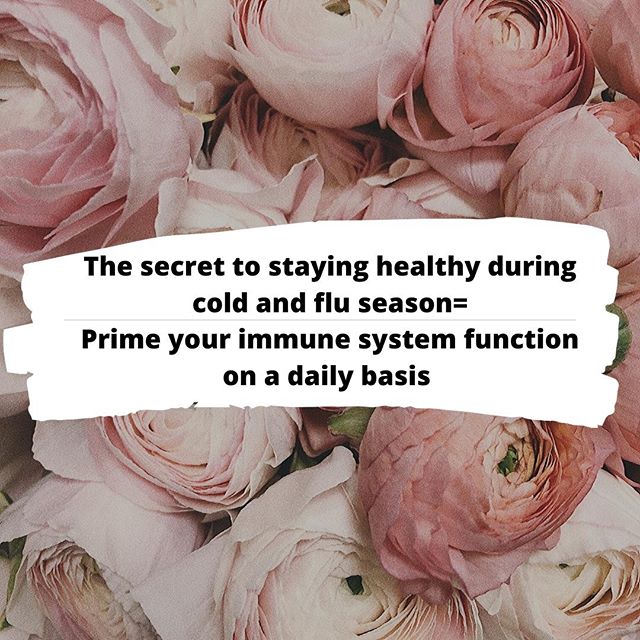 The secret to staying healthy during
cold and flu season=
Prime your immune system function
on a daily basis